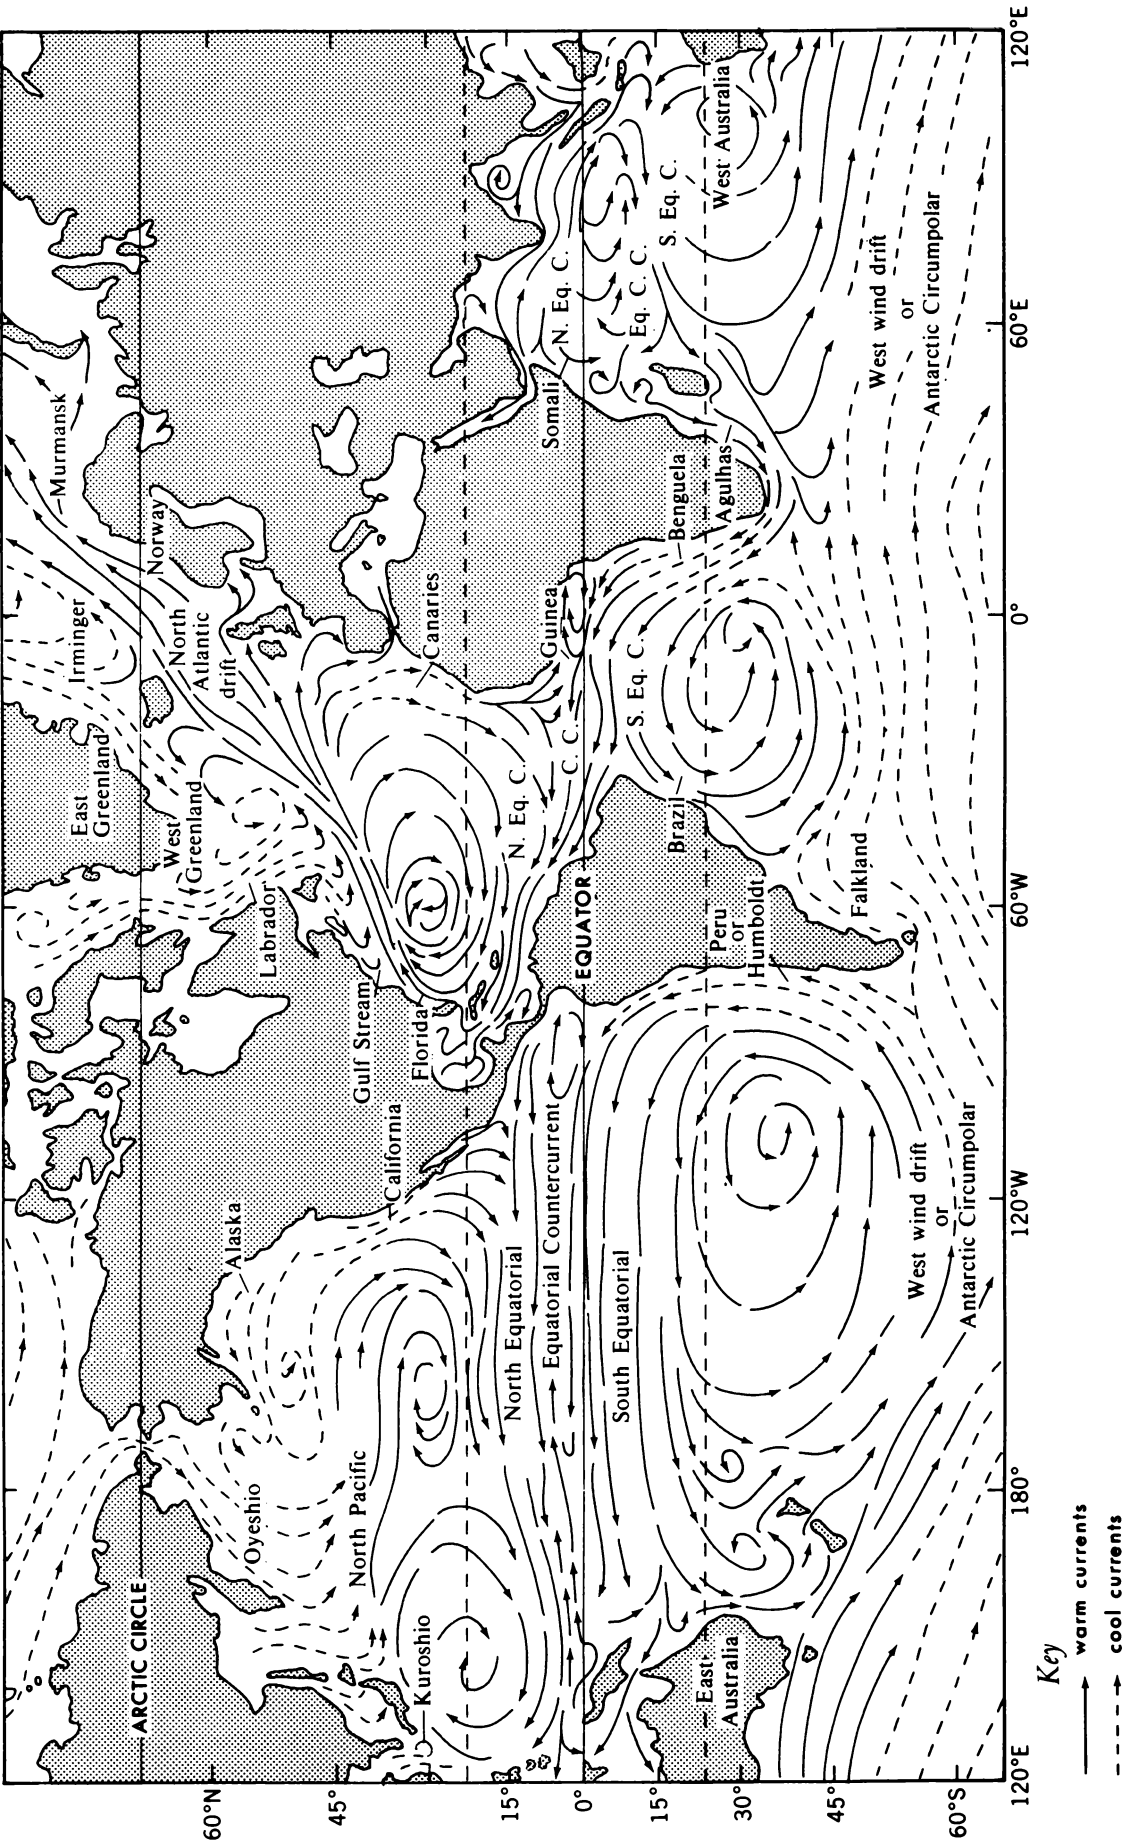 ARCTIC CIRCLE
EQUATOR
60°N
45°
15°
0°
15°
30°
45°
60°S
120°E
180°
120°W
60°W
0°
60°E
120°E
Kuroshio
Oyeshio
North Pacific
Alaska
California
North Equatorial
Equatorial Countercurrent
South Equatorial
East
Australia
West wind drift
or
Antarctic Circumpolar
Peru
or
Humboldt
Gulf Stream
Florida
Labrador
West
Greenland
East
Greenland
Irminger
North
Atlantic
drift
Norway
Murmansk
Canaries
N. Eq. C.
C. C.
Guinea
S. Eq. C.
Brazil
Falkland
Benguela
Agulhas
Somali
N. Eq. C.
Eq. C. C.
S. Eq. C.
West Australia
West wind drift
or
Antarctic Circumpolar
Key
warm currents
cool currents